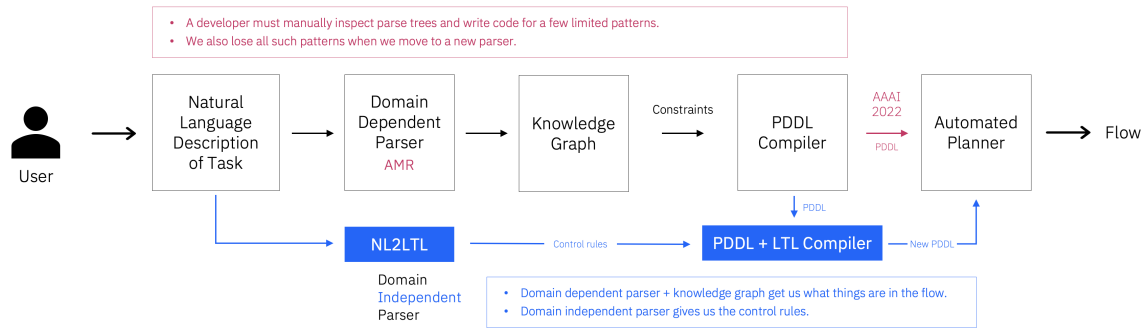 • A developer must manually inspect parse trees and write code for a few limited patterns.
• We also lose all such patterns when we move to a new parser.
User
Natural
Language
Description
of Task
Domain
Dependent
Parser
AMR
Knowledge
Graph
Constraints
PDDL
Compiler
AAAI
2022
PDDL
Automated
Planner
Flow
PDDL
NL2LTL
Control rules
PDDL + LTL Compiler
New PDDL
Domain
Independent
Parser
• Domain dependent parser + knowledge graph get us what things are in the flow.
• Domain independent parser gives us the control rules.